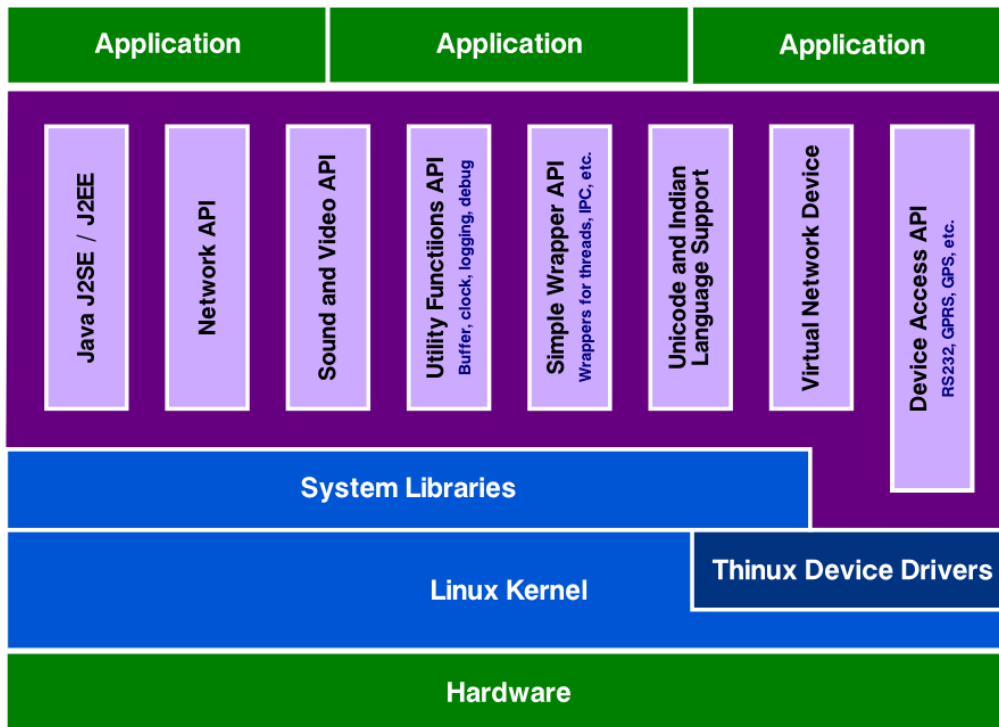 Application
Application
Application
Java J2SE / J2EE
Network API
Sound and Video API
Utility Functiions API
Buffer, clock, logging, debug
Simple Wrapper API
Wrappers for threads, IPC, etc.
Unicode and Indian
Language Support
Virtual Network Device
Device Access API
RS232, GPRS, GPS, etc.
System Libraries
Thinux Device Drivers
Linux Kernel
Hardware